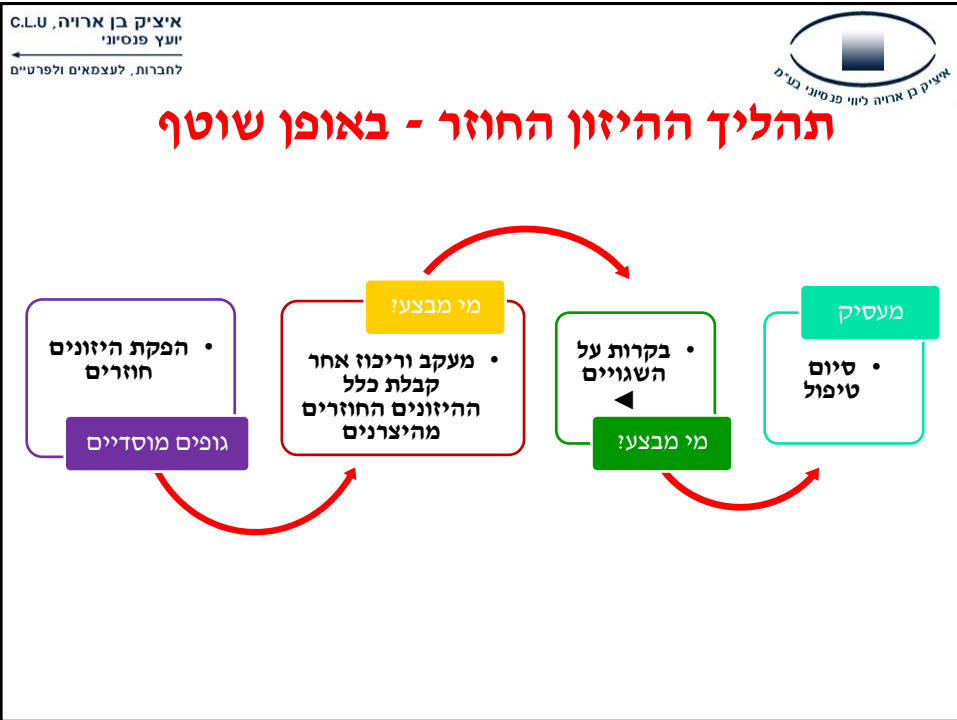 איציק בן ארויה, C.L.U
יועץ פנסיוני
לחברות, לעצמאים ולפרטיים
איציק בן ארויה ליווי פנסיוני בע"מ
תהליך ההיזון החוזר - באופן שוטף
• הפקת היזונים
חוזרים
גופים מוסדיים
מי מבצע?
• מעקב וריכוז אחר
קבלת כלל
ההיזונים החוזרים
מהיצרנים
• בקרות על
השגויים
מי מבצע?
מעסיק
• סיום
טיפול